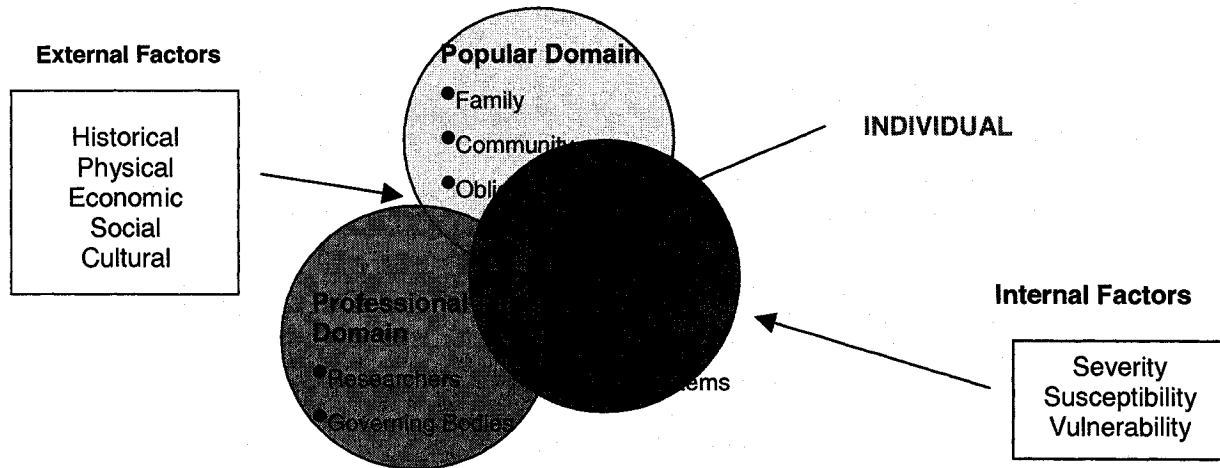 External Factors
Historical
Physical
Economic
Social
Cultural
Popular Domain
Family
Community
INDIVIDUAL
Professional
Domain
Researchers
Governing Bodies
Internal Factors
Severity
Susceptibility
Vulnerability